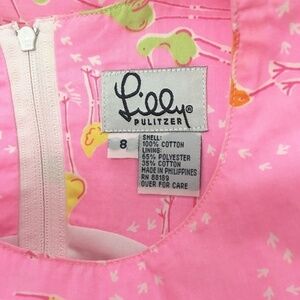 Lilly®
PULITZER
8
SHELL:
100% COTTON
LINING:
65% POLYESTER
35% COTTON
MADE IN PHILIPPINES
RN 88189
OVER FOR CARE